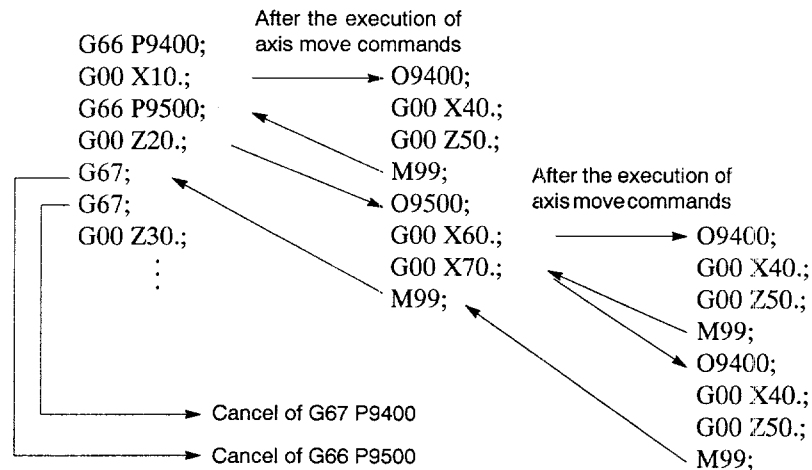 After the execution of
axis move commands
G66 P9400;
G00 X10.;
G66 P9500;
G00 Z20.;
G67;
G67;
G00 Z30.;
⋮
O9400;
G00 X40.;
G00 Z50.;
M99;
O9500;
G00 X60.;
G00 X70.;
M99;
After the execution of
axis move commands
O9400;
G00 X40.;
G00 Z50.;
M99;
O9400;
G00 X40.;
G00 Z50.;
M99;
Cancel of G67 P9400
Cancel of G66 P9500